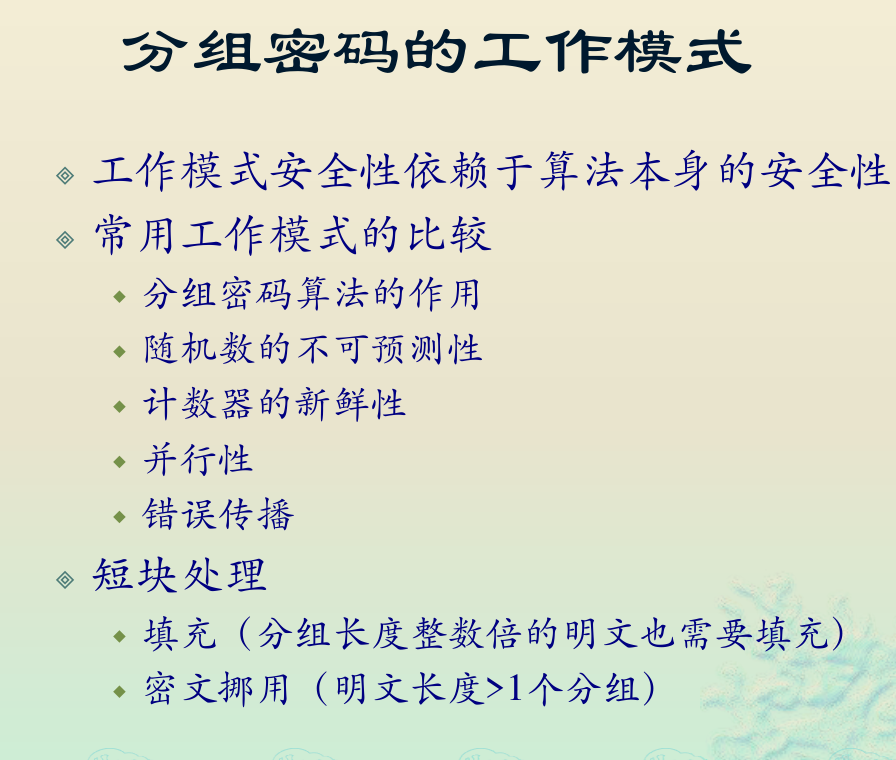 分组密码的工作模式
工作模式安全性依赖于算法本身的安全性
常用工作模式的比较
分组密码算法的作用
随机数的不可预测性
计数器的新鲜性
并行性
错误传播
短块处理
填充（分组长度整数倍的明文也需要填充）
密文挪用（明文长度>1个分组）